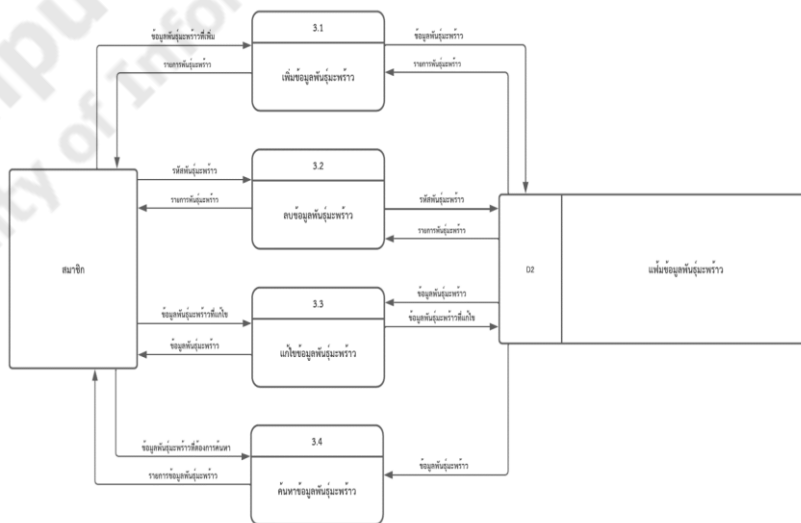 3.1
ข้อมูลพันธุ์มะพร้าวที่เพิ่ม
ข้อมูลพันธุ์มะพร้าว
รายการพันธุ์มะพร้าว
รายการพันธุ์มะพร้าว
เพิ่มข้อมูลพันธุ์มะพร้าว
3.2
รหัสพันธุ์มะพร้าว
รายการพันธุ์มะพร้าว
รหัสพันธุ์มะพร้าว
ลบข้อมูลพันธุ์มะพร้าว
รายการพันธุ์มะพร้าว
สมาชิก
D2
แฟ้มข้อมูลพันธุ์มะพร้าว
3.3
ข้อมูลพันธุ์มะพร้าว
ข้อมูลพันธุ์มะพร้าวที่แก้ไข
ข้อมูลพันธุ์มะพร้าวที่แก้ไข
ข้อมูลพันธุ์มะพร้าว
แก้ไขข้อมูลพันธุ์มะพร้าว
3.4
ข้อมูลพันธุ์มะพร้าวที่ต้องการค้นหา
ข้อมูลพันธุ์มะพร้าว
รายการข้อมูลพันธุ์มะพร้าว
ค้นหาข้อมูลพันธุ์มะพร้าว